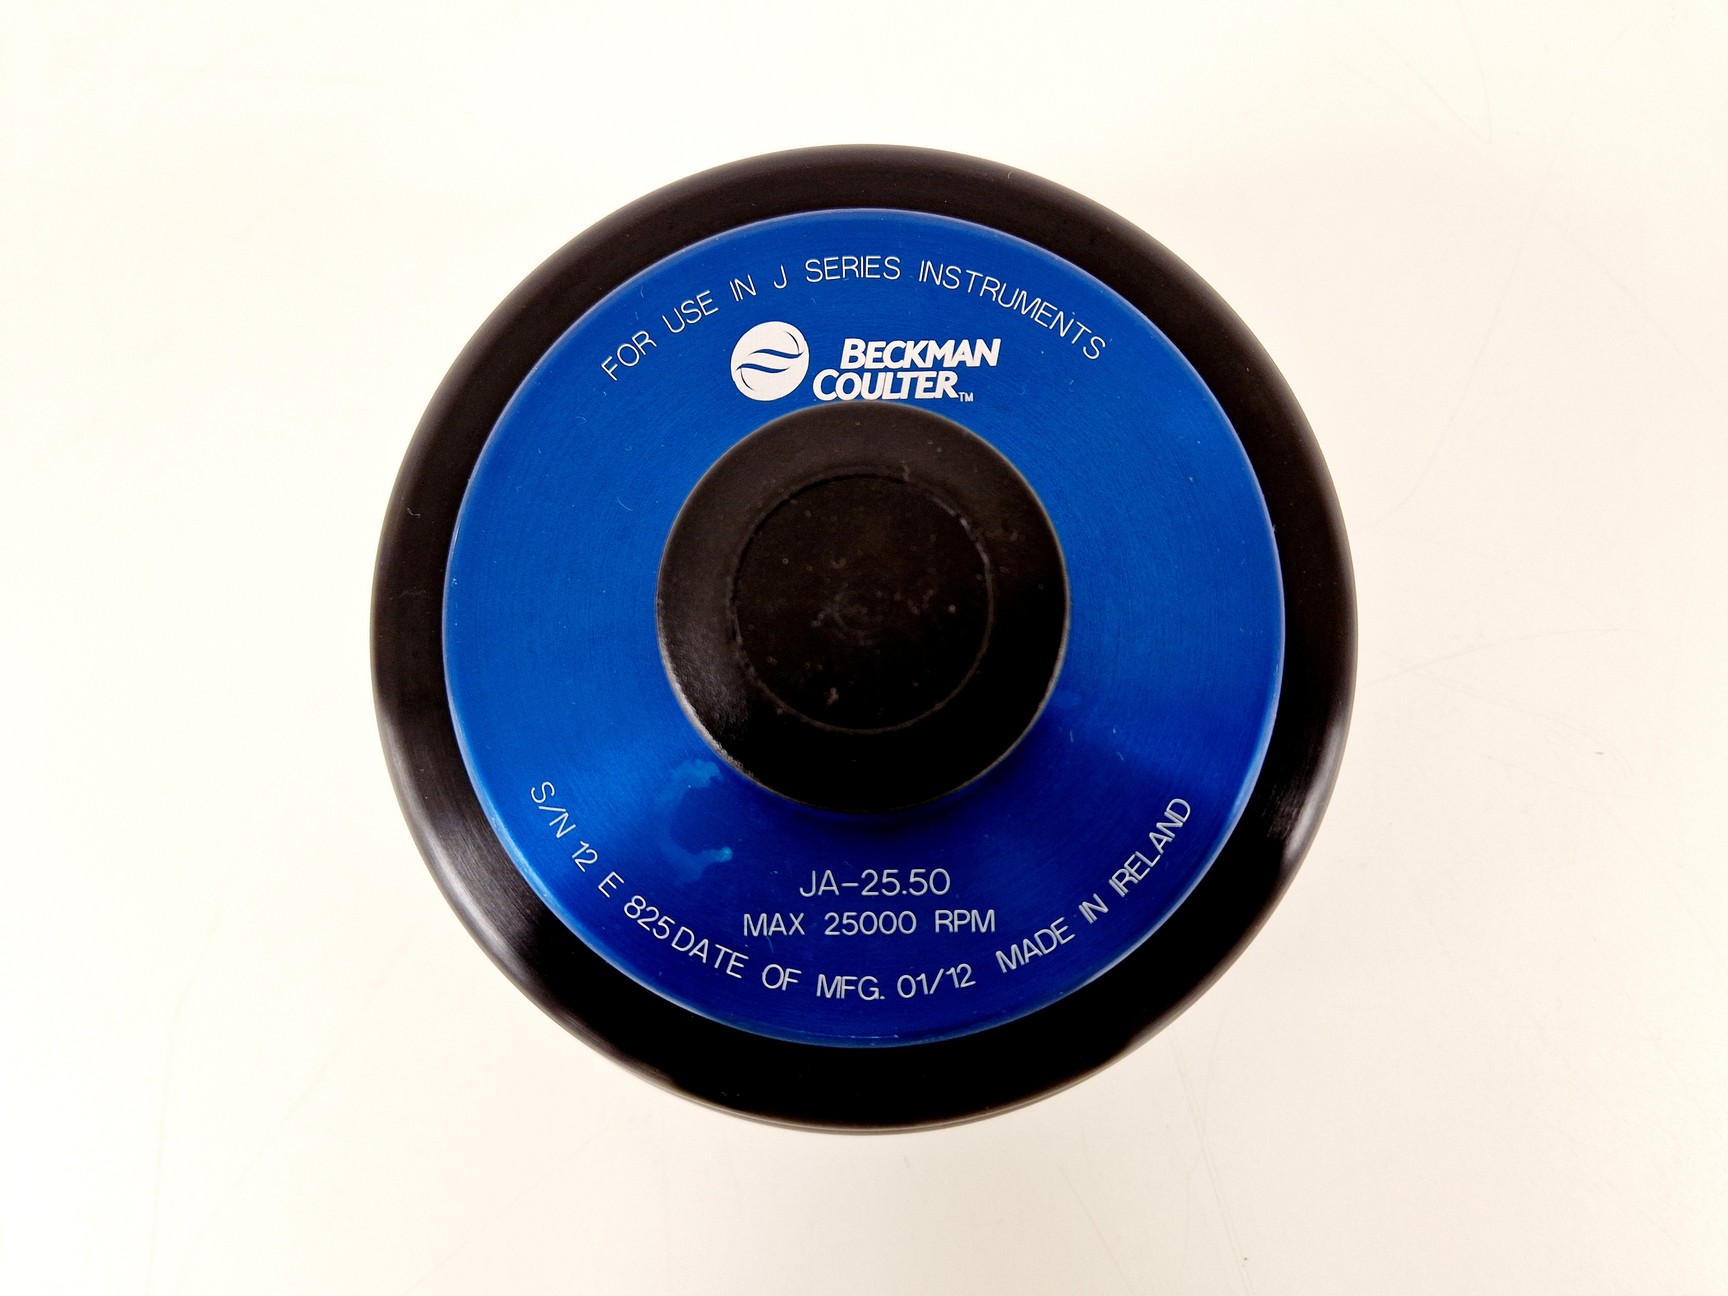 FOR USE IN J SERIES INSTRUMENTS
BECKMAN
COULTER™
JA-25.50
MAX 25000 RPM
S/N 12 E 825 DATE OF MFG. 01/12 MADE IN IRELAND